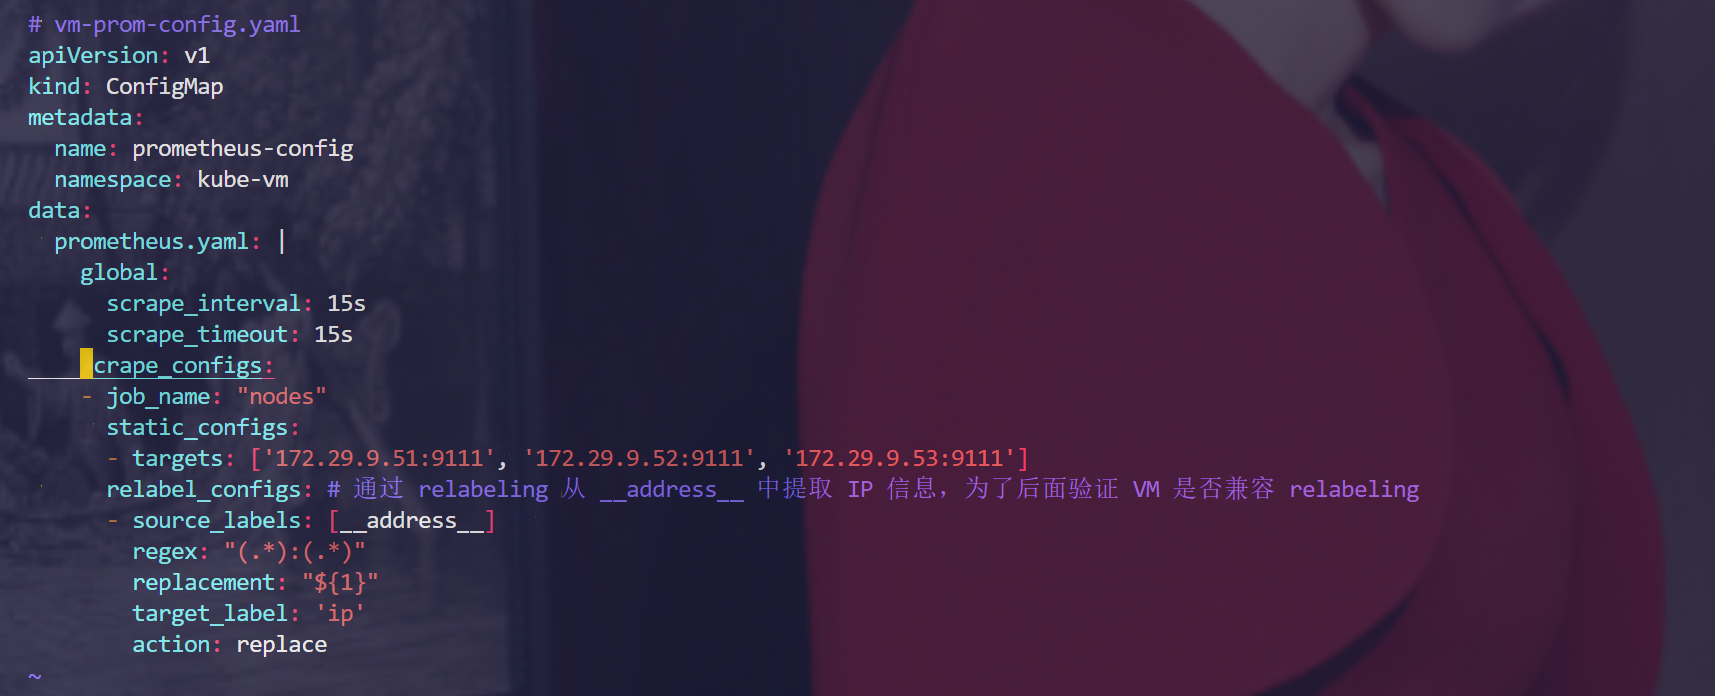 # vm-prom-config.yaml
apiVersion: v1
kind: ConfigMap
metadata:
  name: prometheus-config
  namespace: kube-vm
data:
  prometheus.yaml: |
    global:
      scrape_interval: 15s
      scrape_timeout: 15s
    crape_configs:
    - job_name: "nodes"
      static_configs:
      - targets: ['172.29.9.51:9111', '172.29.9.52:9111', '172.29.9.53:9111']
      relabel_configs: # 通过 relabeling 从 __address__ 中提取 IP 信息，为了后面验证 VM 是否兼容 relabeling
      - source_labels: [__address__]
        regex: "(.*):(.*)"
        replacement: "${1}"
        target_label: 'ip'
        action: replace
~